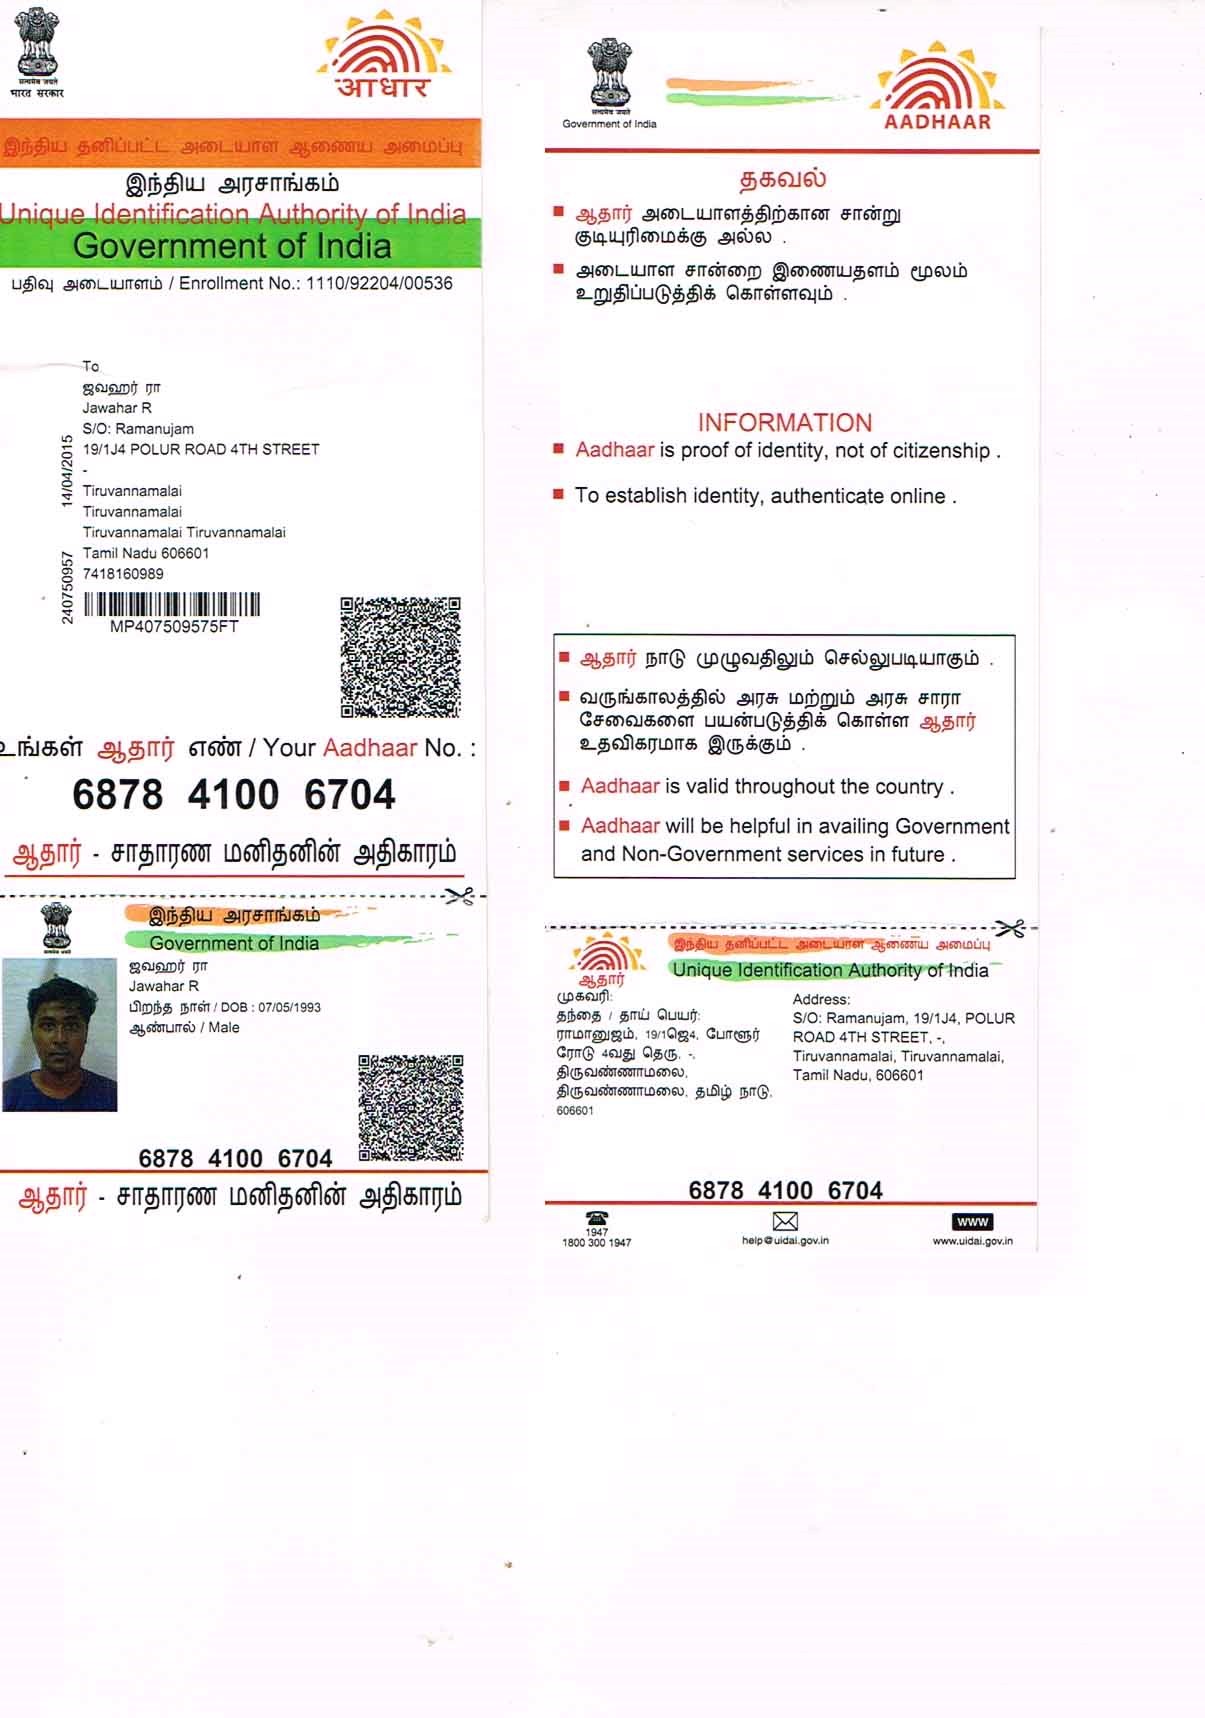 सत्यमेव जयते
भारत सरकार
आधार
இந்திய தனிப்பட்ட அடையாள ஆணைய அமைப்பு
இந்திய அரசாங்கம்
Unique Identification Authority of India
Government of India
பதிவு அடையாளம் / Enrollment No.: 1110/92204/00536
To
ஜவஹர் ரா
Jawahar R
S/O: Ramanujam
19/1J4 POLUR ROAD 4TH STREET
-
Tiruvannamalai
Tiruvannamalai
Tiruvannamalai Tiruvannamalai
Tamil Nadu 606601
7418160989
240750957 14/04/2015
MP407509575FT
உங்கள் ஆதார் எண் / Your Aadhaar No. :
6878 4100 6704
ஆதார் - சாதாரண மனிதனின் அதிகாரம்
सत्यमेव जयते
இந்திய அரசாங்கம்
Government of India
ஜவஹர் ரா
Jawahar R
பிறந்த நாள் / DOB : 07/05/1993
ஆண்பால் / Male
6878 4100 6704
ஆதார் - சாதாரண மனிதனின் அதிகாரம்
सत्यमेव जयते
Government of India
AADHAAR
தகவல்
ஆதார் அடையாளத்திற்கான சான்று
குடியுரிமைக்கு அல்ல .
அடையாள சான்றை இணையதளம் மூலம்
உறுதிப்படுத்திக் கொள்ளவும் .
INFORMATION
Aadhaar is proof of identity, not of citizenship .
To establish identity, authenticate online .
ஆதார் நாடு முழுவதிலும் செல்லுபடியாகும் .
வருங்காலத்தில் அரசு மற்றும் அரசு சாரா
சேவைகளை பயன்படுத்திக் கொள்ள ஆதார்
உதவிகரமாக இருக்கும் .
Aadhaar is valid throughout the country .
Aadhaar will be helpful in availing Government
and Non-Government services in future .
ஆதார்
இந்திய தனிப்பட்ட அடையாள ஆணைய அமைப்பு
Unique Identification Authority of India
முகவரி:
தந்தை / தாய் பெயர்:
ராமானுஜம், 19/1ஜெ4, போளூர்
ரோடு 4வது தெரு, -,
திருவண்ணாமலை,
திருவண்ணாமலை, தமிழ் நாடு,
606601
Address:
S/O: Ramanujam, 19/1J4, POLUR
ROAD 4TH STREET, -,
Tiruvannamalai, Tiruvannamalai,
Tamil Nadu, 606601
6878 4100 6704
1947
1800 300 1947
help@uidai.gov.in
www
www.uidai.gov.in